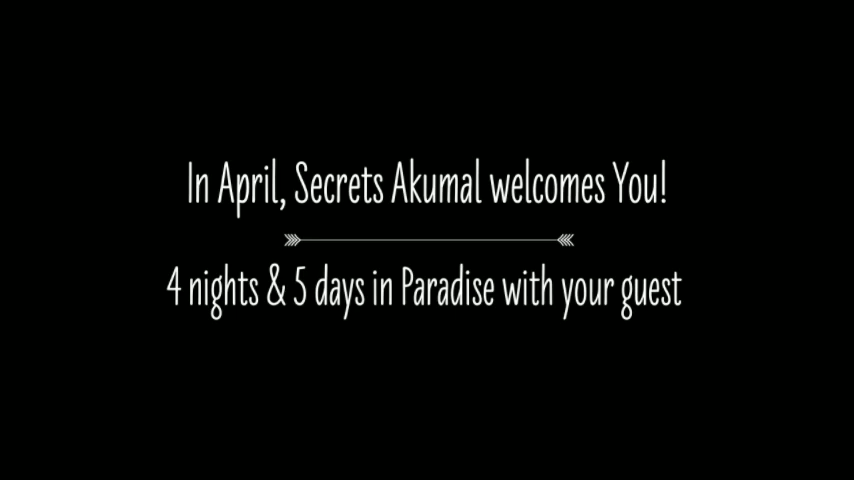 In April, Secrets Akumal welcomes You!
4 nights & 5 days in Paradise with your guest